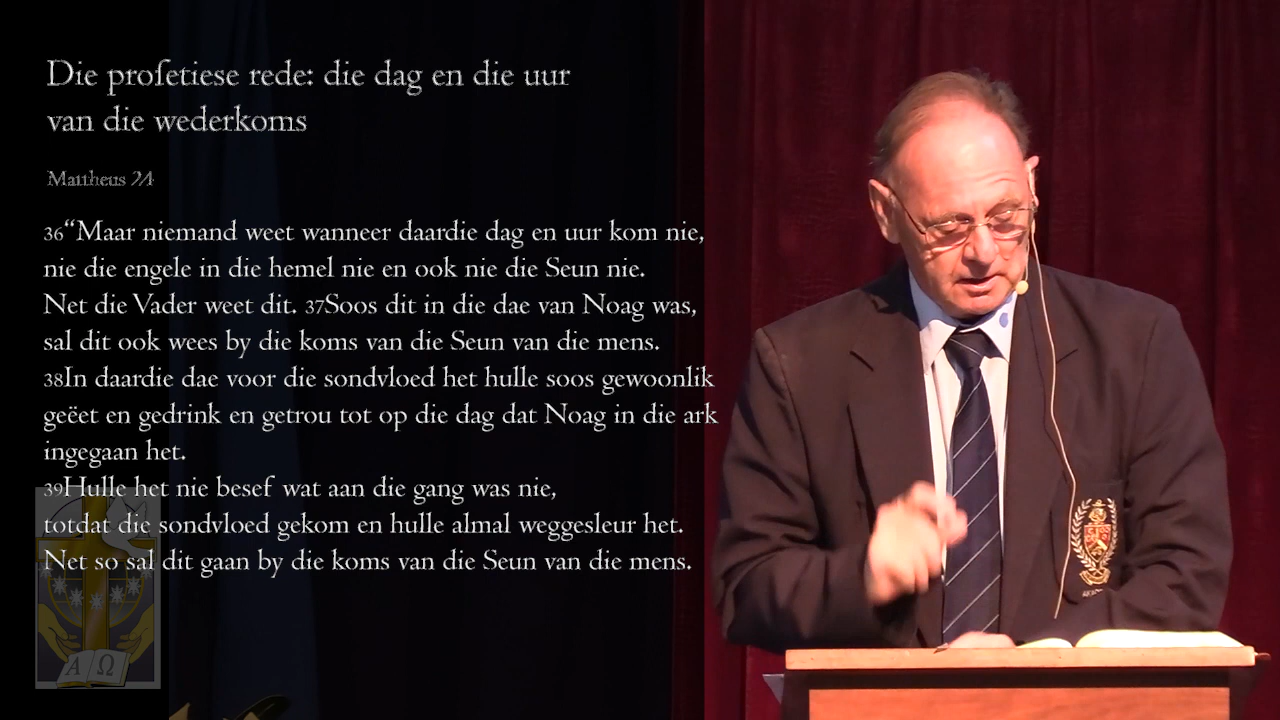 Die profetiese rede: die dag en die uur
van die wederkoms
Mattheus 24
36“Maar niemand weet wanneer daardie dag en uur kom nie,
nie die engele in die hemel nie en ook nie die Seun nie.
Net die Vader weet dit. 37Soos dit in die dae van Noag was,
sal dit ook wees by die koms van die Seun van die mens.
38In daardie dae voor die sondvloed het hulle soos gewoonlik
geëet en gedrink en getrou tot op die dag dat Noag in die ark
ingegaan het.
39Hulle het nie besef wat aan die gang was nie,
totdat die sondvloed gekom en hulle almal weggesleur het.
Net so sal dit gaan by die koms van die Seun van die mens.
A Ω